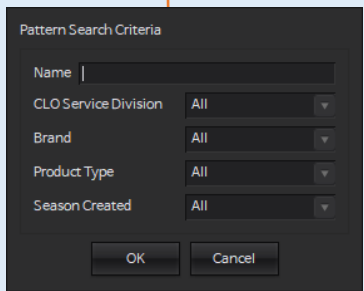 Pattern Search Criteria
Name
CLO Service Division All
Brand All
Product Type All
Season Created All
OK Cancel